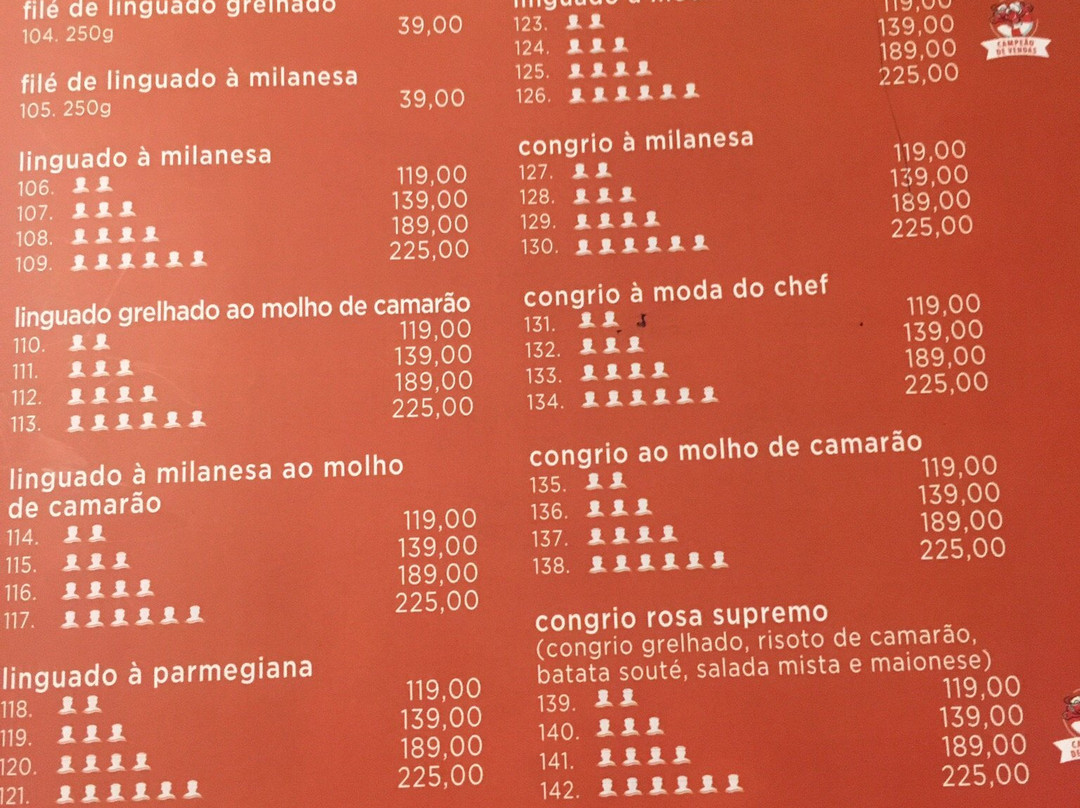 filé de linguado grelhado
104. 250g 39,00
filé de linguado à milanesa
105. 250g 39,00
linguado à milanesa
106. 119,00
107. 139,00
108. 189,00
109. 225,00
linguado grelhado ao molho de camarão
110. 119,00
111. 139,00
112. 189,00
113. 225,00
linguado à milanesa ao molho
de camarão
114. 119,00
115. 139,00
116. 189,00
117. 225,00
linguado à parmegiana
118. 119,00
119. 139,00
120. 189,00
121. 225,00
119,00
123. 139,00
124. 189,00
125. 225,00
126.
CAMPEÃO
DE VENDAS
congrio à milanesa
127. 119,00
128. 139,00
129. 189,00
130. 225,00
congrio à moda do chef
131. 119,00
132. 139,00
133. 189,00
134. 225,00
congrio ao molho de camarão
135. 119,00
136. 139,00
137. 189,00
138. 225,00
congrio rosa supremo
(congrio grelhado, risoto de camarão,
batata souté, salada mista e maionese)
139. 119,00
140. 139,00
141. 189,00
142. 225,00